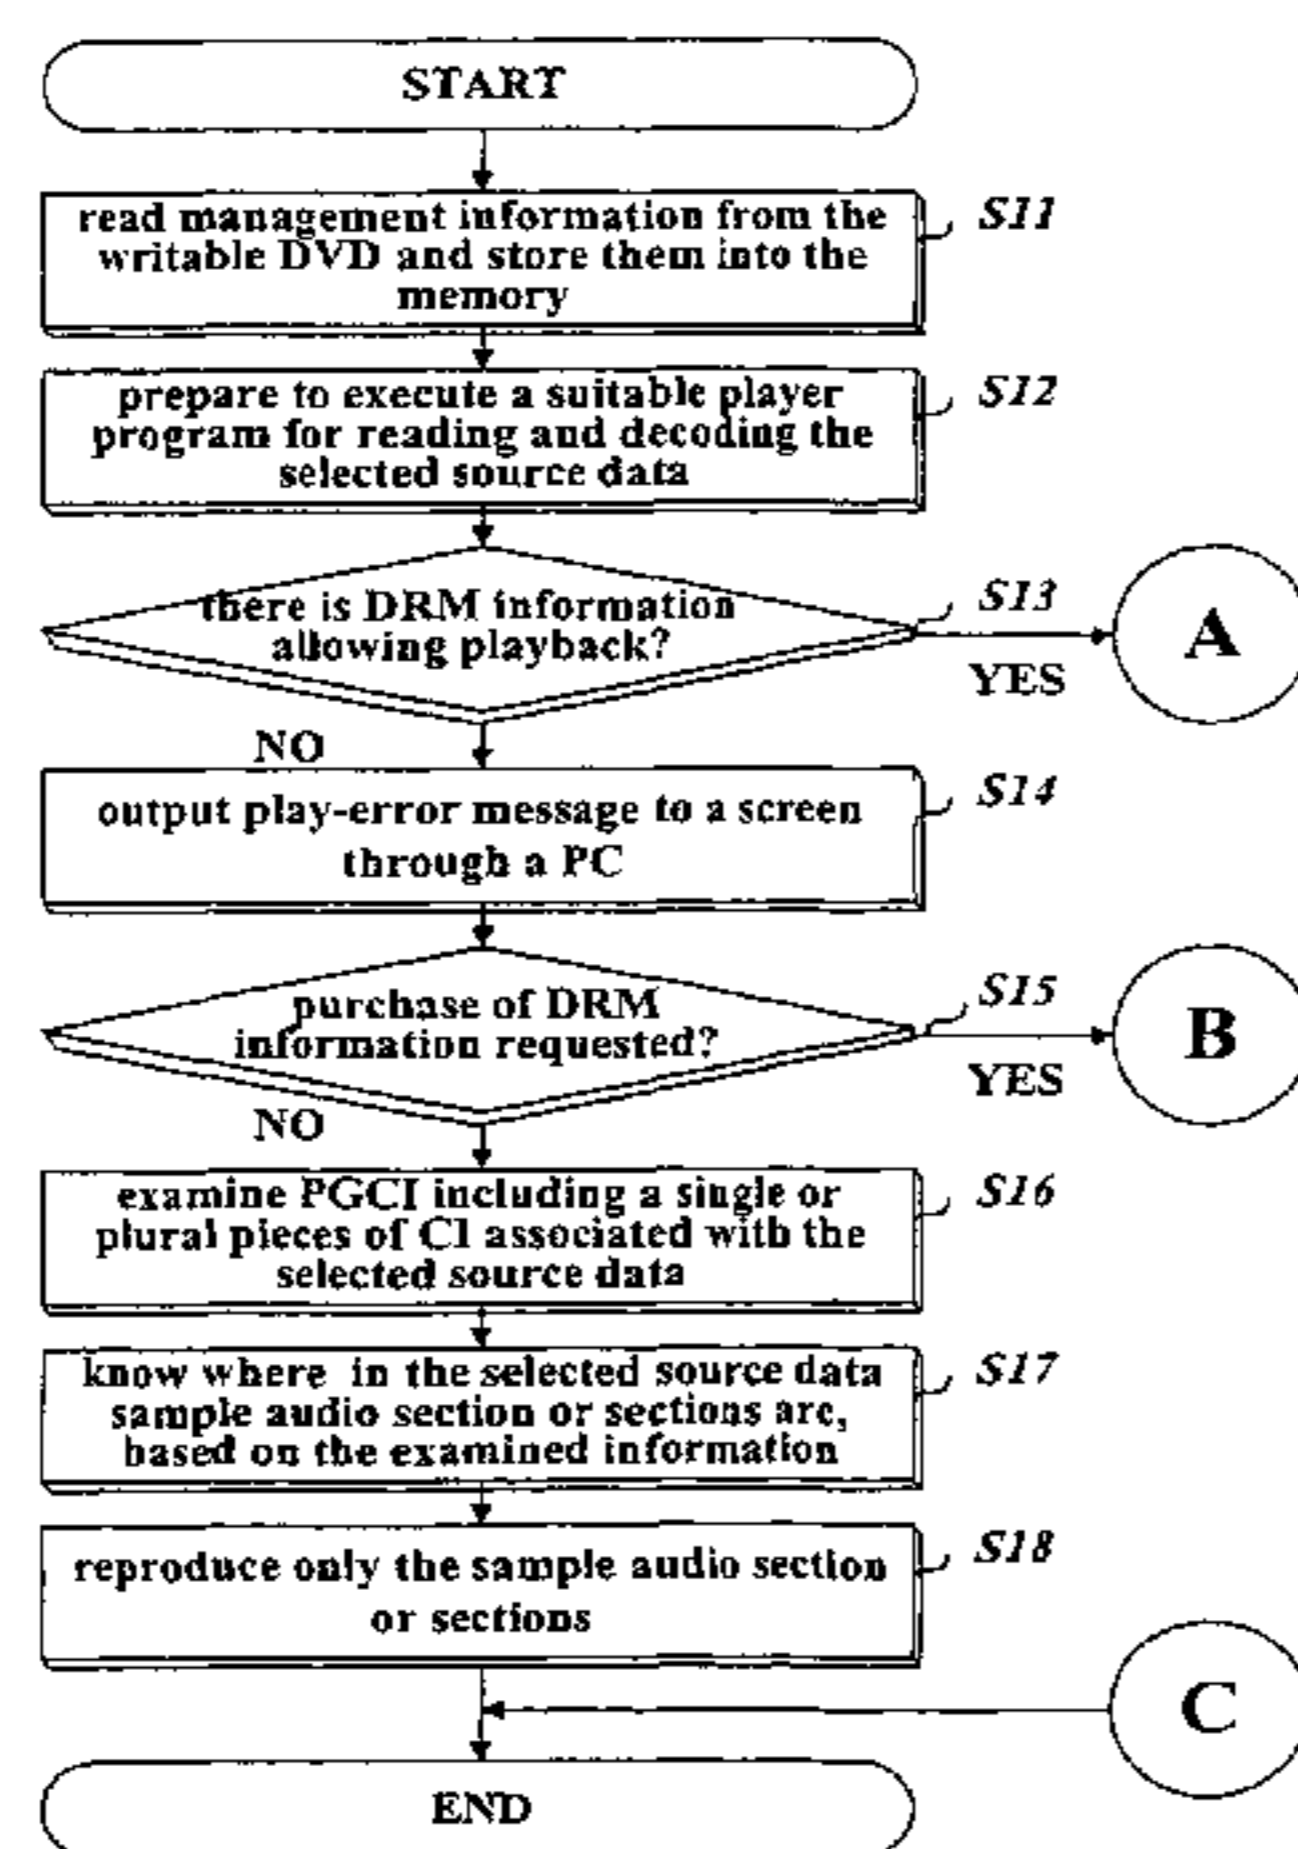 START
read management information from the
writable DVD and store them into the
memory
S11
prepare to execute a suitable player
program for reading and decoding the
selected source data
S12
there is DRM information
allowing playback?
S13
YES
A
NO
output play-error message to a screen
through a PC
S14
purchase of DRM
information requested?
S15
YES
B
NO
examine PGCI including a single or
plural pieces of CI associated with the
selected source data
S16
know where in the selected source data
sample audio section or sections are,
based on the examined information
S17
reproduce only the sample audio section
or sections
S18
C
END